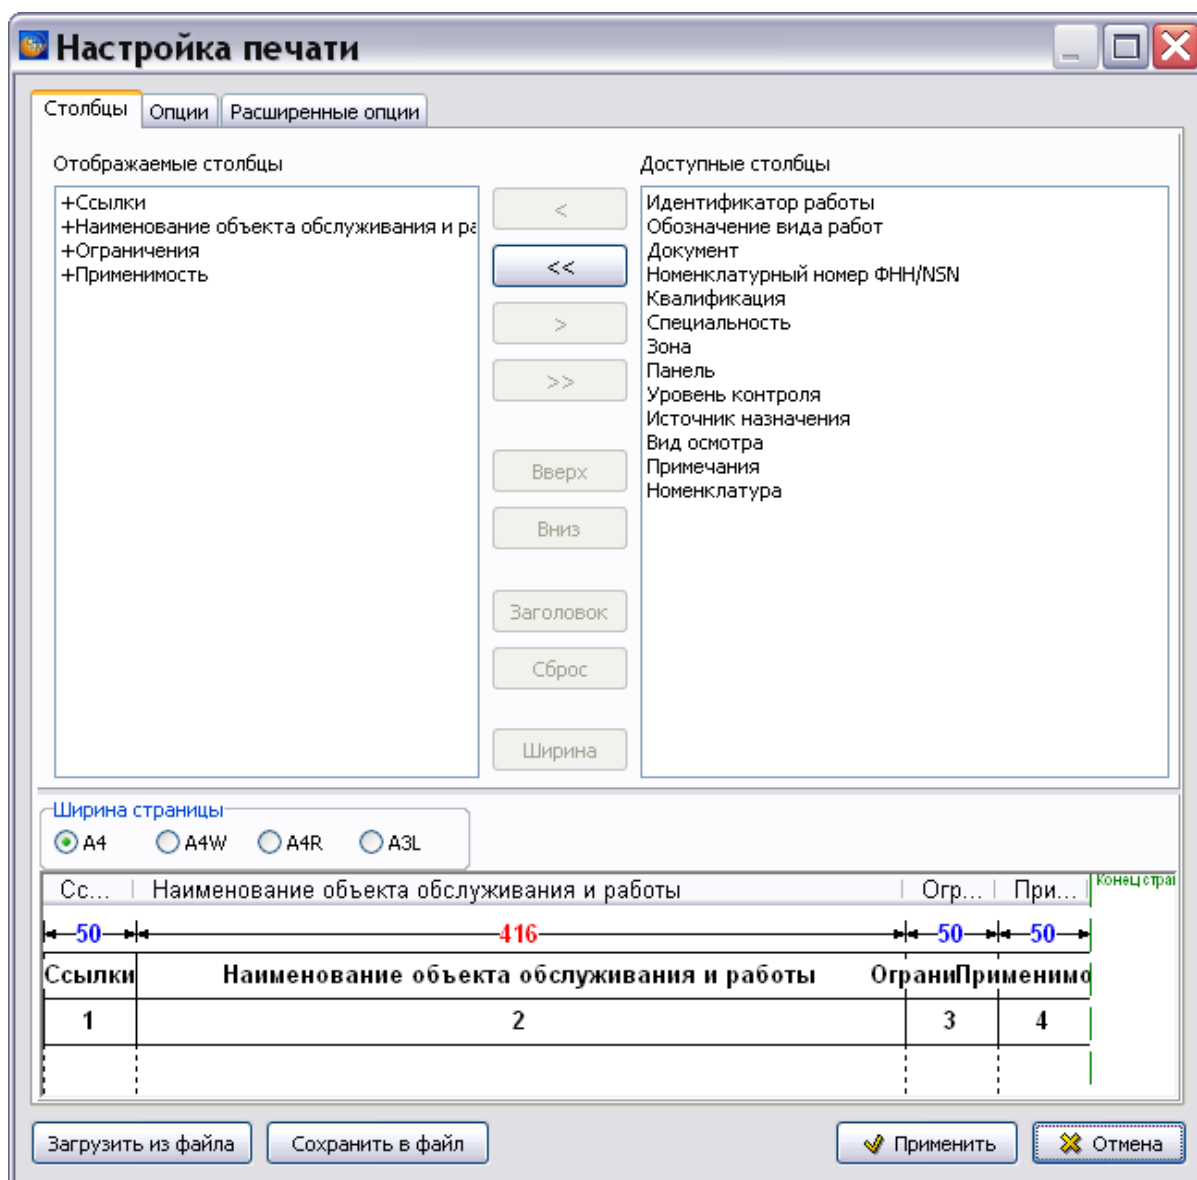 Настройка печати
Столбцы Опции Расширенные опции
Отображаемые столбцы
Доступные столбцы
+Ссылки
+Наименование объекта обслуживания и ра
+Ограничения
+Применимость
<
<<
>
>>
Вверх
Вниз
Заголовок
Сброс
Ширина
Идентификатор работы
Обозначение вида работ
Документ
Номенклатурный номер ФНН/NSN
Квалификация
Специальность
Зона
Панель
Уровень контроля
Источник назначения
Вид осмотра
Примечания
Номенклатура
Ширина страницы
A4 A4W A4R A3L
Сс... Наименование объекта обслуживания и работы Огр... При... Конец стра
50 416 50 50
Ссылки Наименование объекта обслуживания и работы Ограни Применимо
1 2 3 4
Загрузить из файла Сохранить в файл Применить Отмена